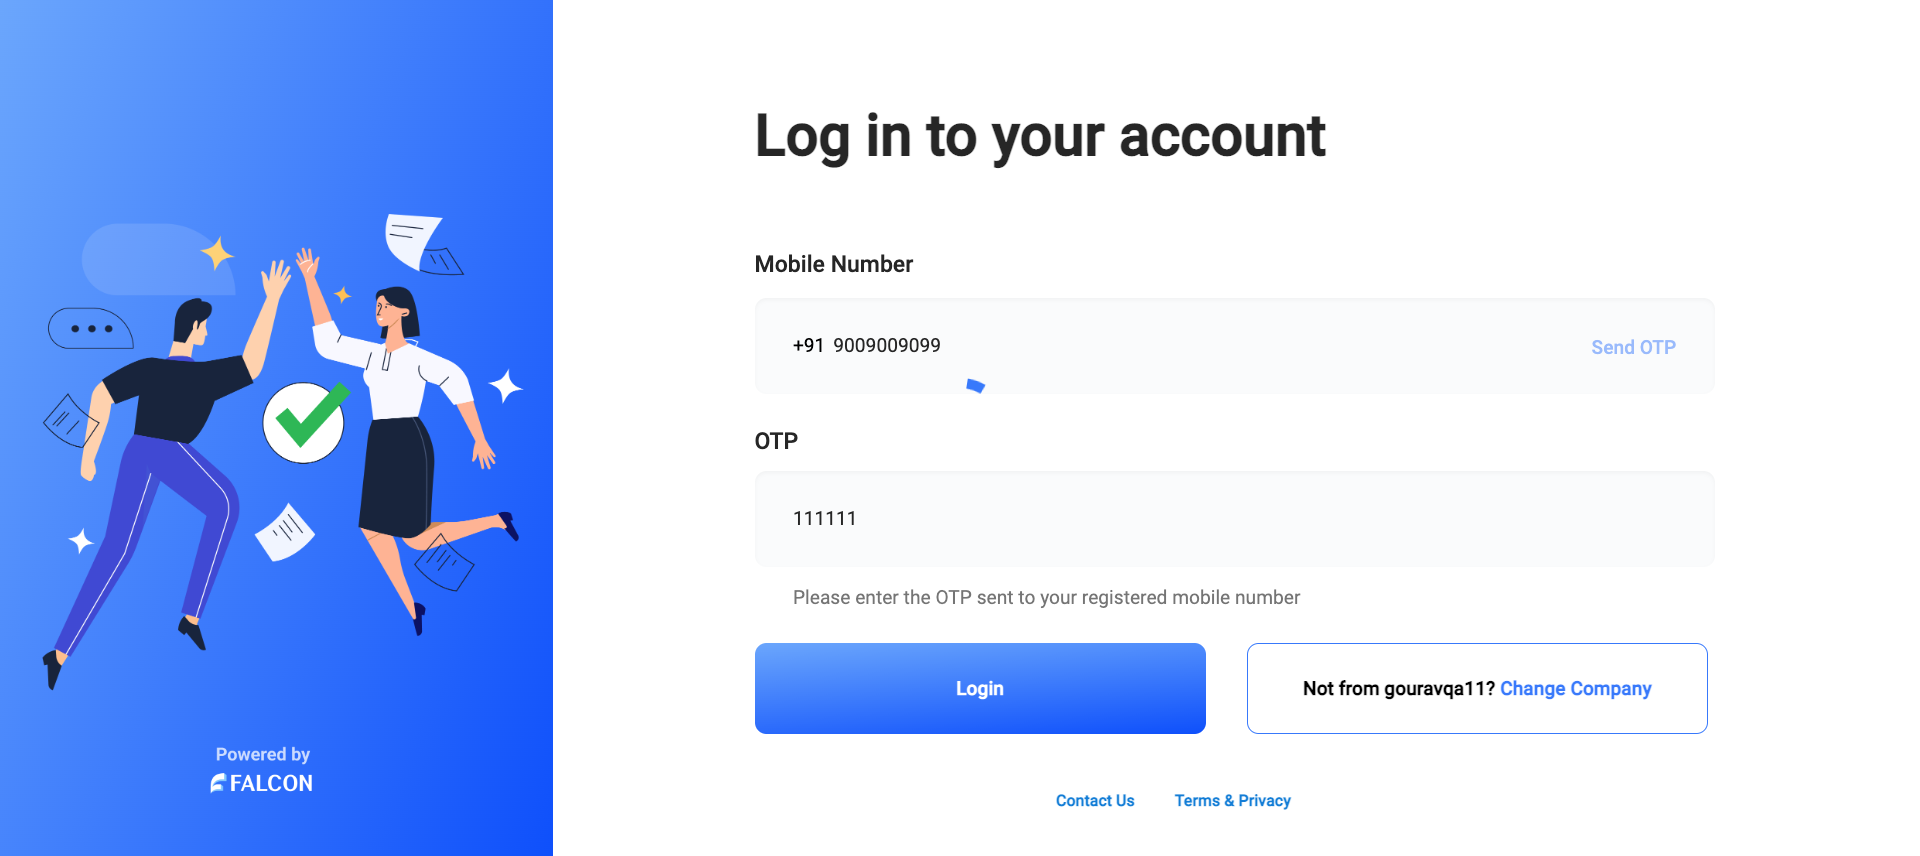 Log in to your account
Mobile Number
+91 9009009099
Send OTP
OTP
111111
Please enter the OTP sent to your registered mobile number
Login
Not from gouravqa11? Change Company
Contact Us
Terms & Privacy
Powered by
FALCON